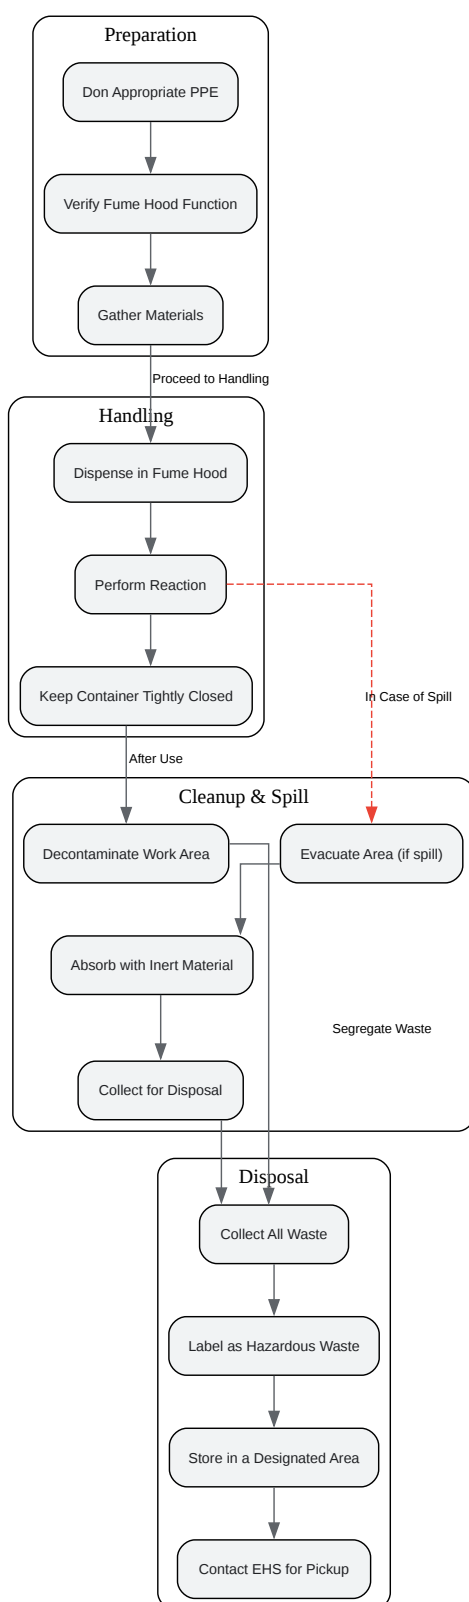 Preparation
Don Appropriate PPE
Verify Fume Hood Function
Gather Materials
Proceed to Handling
Handling
Dispense in Fume Hood
Perform Reaction
Keep Container Tightly Closed
In Case of Spill
After Use
Cleanup & Spill
Decontaminate Work Area
Evacuate Area (if spill)
Absorb with Inert Material
Segregate Waste
Collect for Disposal
Disposal
Collect All Waste
Label as Hazardous Waste
Store in a Designated Area
Contact EHS for Pickup